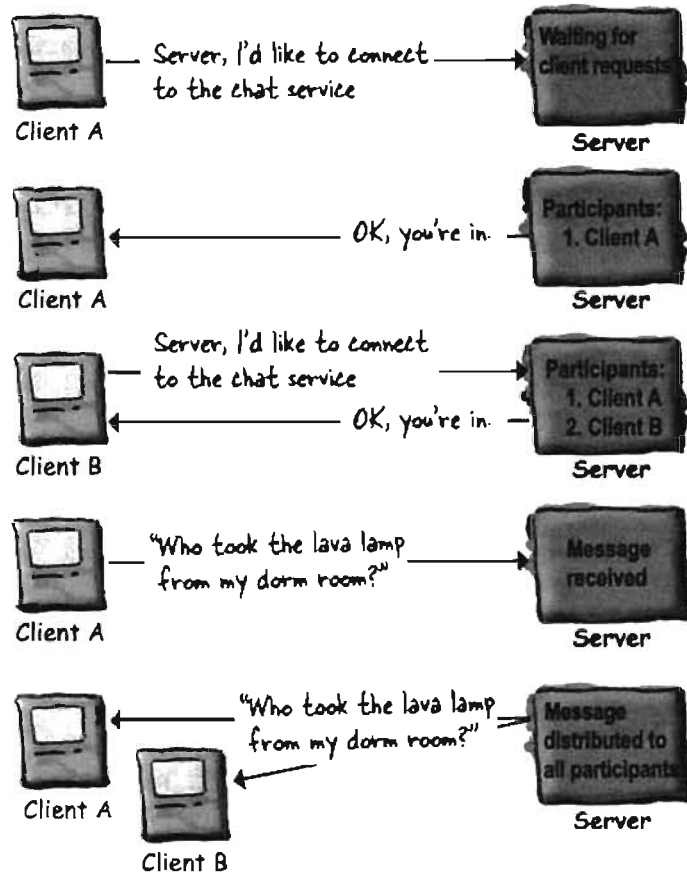 Server, I'd like to connect
to the chat service
Waiting for
client requests
Client A
Server
OK, you're in.
Participants:
1. Client A
Client A
Server
Server, I'd like to connect
to the chat service
OK, you're in.
Participants:
1. Client A
2. Client B
Client B
Server
"Who took the lava lamp
from my dorm room?"
Message
received
Client A
Server
"Who took the lava lamp
from my dorm room?"
Message
distributed to
all participants
Client A
Server
Client B